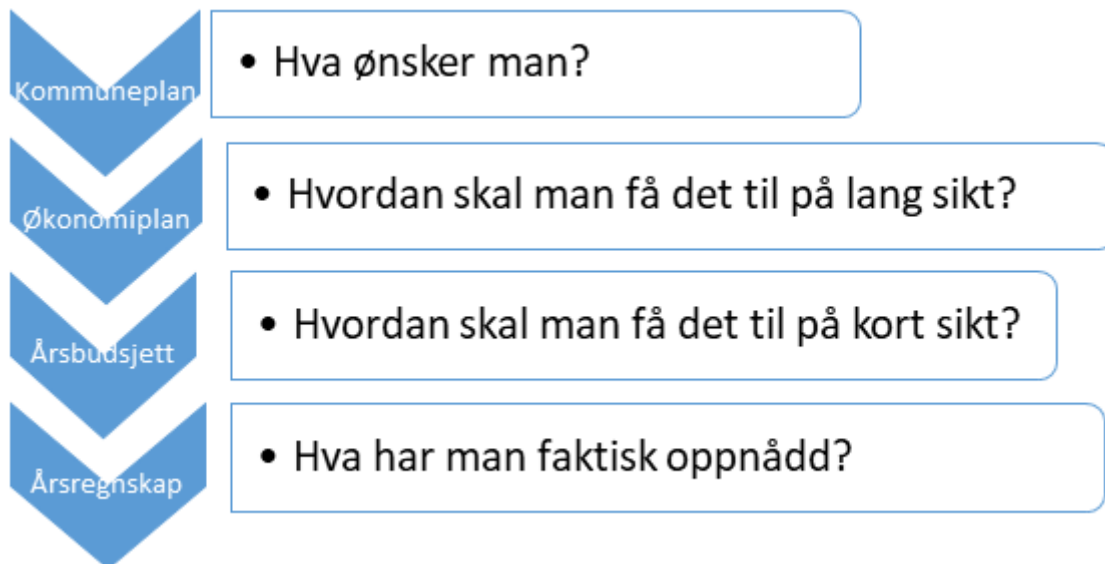 Kommuneplan
• Hva ønsker man?
Økonomiplan
• Hvordan skal man få det til på lang sikt?
Årsbudsjett
• Hvordan skal man få det til på kort sikt?
Årsregnskap
• Hva har man faktisk oppnådd?